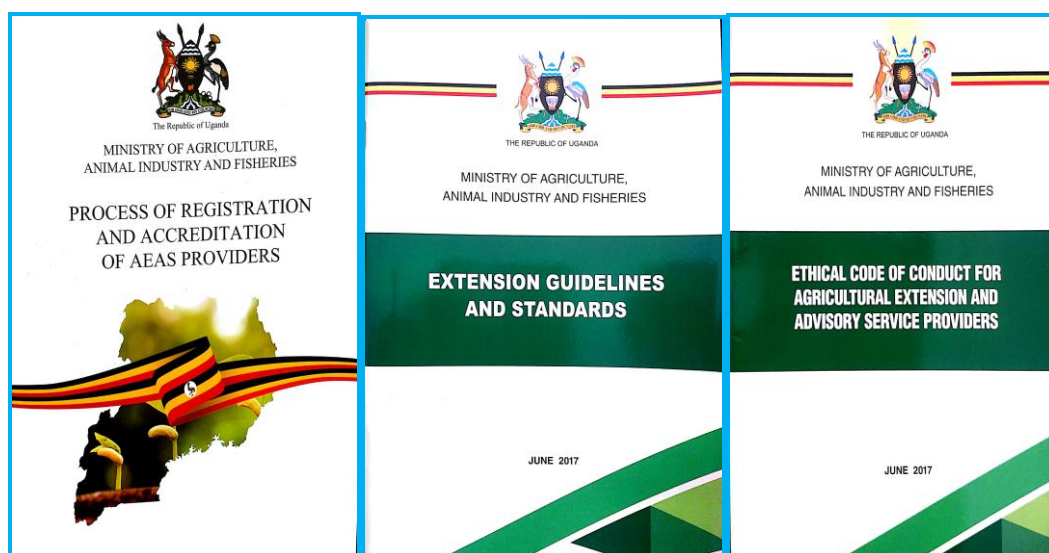 The Republic of Uganda
MINISTRY OF AGRICULTURE,
ANIMAL INDUSTRY AND FISHERIES
PROCESS OF REGISTRATION
AND ACCREDITATION
OF AEAS PROVIDERS
THE REPUBLIC OF UGANDA
MINISTRY OF AGRICULTURE,
ANIMAL INDUSTRY AND FISHERIES
EXTENSION GUIDELINES
AND STANDARDS
JUNE 2017
THE REPUBLIC OF UGANDA
MINISTRY OF AGRICULTURE,
ANIMAL INDUSTRY AND FISHERIES
ETHICAL CODE OF CONDUCT FOR
AGRICULTURAL EXTENSION AND
ADVISORY SERVICE PROVIDERS
JUNE 2017